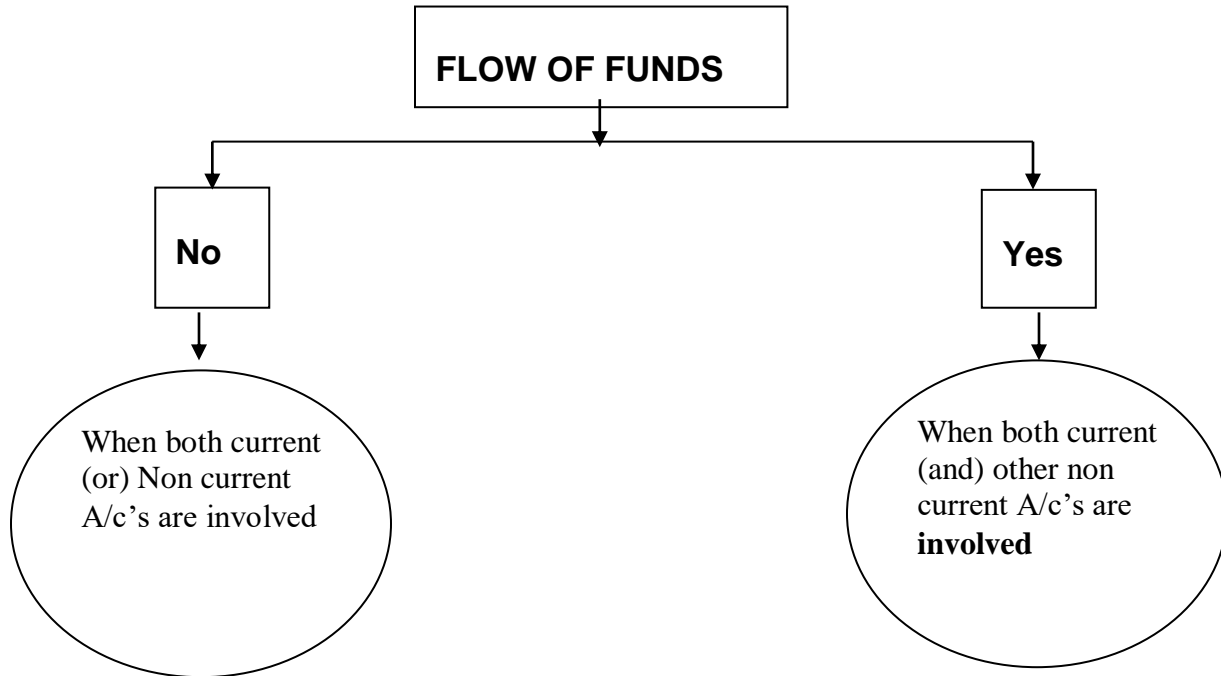 FLOW OF FUNDS
No
Yes
When both current
(or) Non current
A/c’s are involved
When both current
(and) other non
current A/c’s are
involved